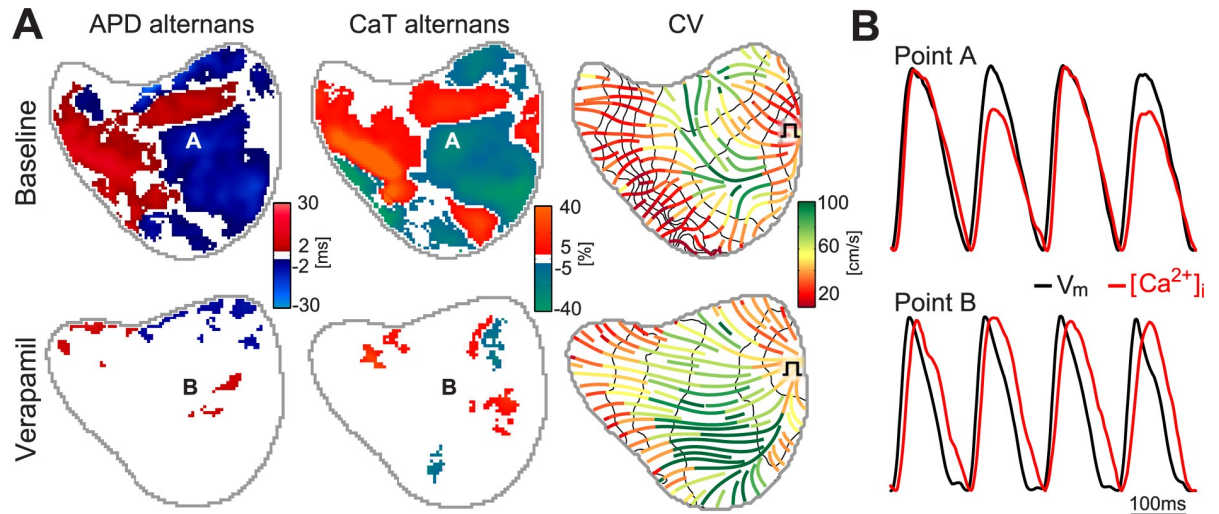 A
APD alternans
CaT alternans
CV
B
Baseline
A
30
2
-2
-30
[ms]
A
40
5
-5
-40
[%]
100
60
20
[cm/s]
Point A
Verapamil
B
B
Point B
Vm
[Ca²⁺]i
100ms